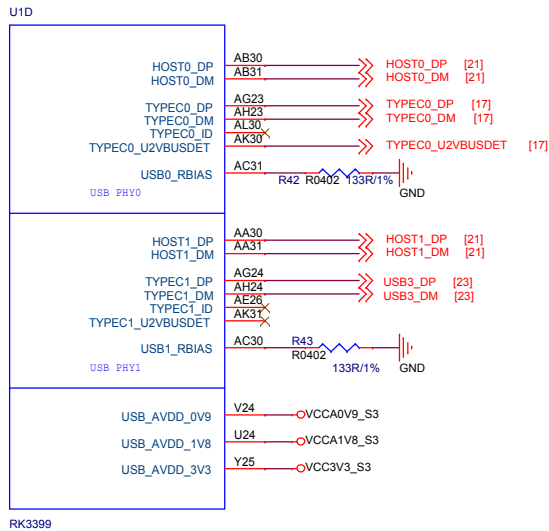 U1D
HOST0_DP AB30 HOST0_DP [21]
HOST0_DM AB31 HOST0_DM [21]
TYPEC0_DP AG23 TYPEC0_DP [17]
TYPEC0_DM AH23 TYPEC0_DM [17]
TYPEC0_ID AL30
TYPEC0_U2VBUSDET AK30 TYPEC0_U2VBUSDET [17]
USB0_RBIAS AC31
R42 R0402 133R/1%
USB PHY0
GND
HOST1_DP AA30 HOST1_DP [21]
HOST1_DM AA31 HOST1_DM [21]
TYPEC1_DP AG24 USB3_DP [23]
TYPEC1_DM AH24 USB3_DM [23]
TYPEC1_ID AE26
TYPEC1_U2VBUSDET AK31
USB1_RBIAS AC30 R43
R0402
USB PHY1 133R/1% GND
USB_AVDD_0V9 V24 VCCA0V9_S3
USB_AVDD_1V8 U24 VCCA1V8_S3
USB_AVDD_3V3 Y25 VCC3V3_S3
RK3399